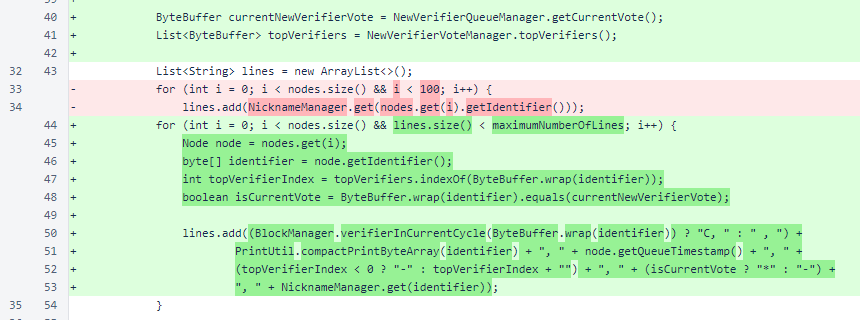 40 + ByteBuffer currentNewVerifierVote = NewVerifierQueueManager.getCurrentVote();
41 + List<ByteBuffer> topVerifiers = NewVerifierVoteManager.topVerifiers();
42 +
32 43 List<String> lines = new ArrayList<>();
33 - for (int i = 0; i < nodes.size() && i < 100; i++) {
34 - lines.add(NicknameManager.get(nodes.get(i).getIdentifier()));
44 + for (int i = 0; i < nodes.size() && lines.size() < maximumNumberOfLines; i++) {
45 + Node node = nodes.get(i);
46 + byte[] identifier = node.getIdentifier();
47 + int topVerifierIndex = topVerifiers.indexOf(ByteBuffer.wrap(identifier));
48 + boolean isCurrentVote = ByteBuffer.wrap(identifier).equals(currentNewVerifierVote);
49 +
50 + lines.add((BlockManager.verifierInCurrentCycle(ByteBuffer.wrap(identifier)) ? "C, " : " , ") +
51 + PrintUtil.compactPrintByteArray(identifier) + ", " + node.getQueueTimestamp() + ", " +
52 + (topVerifierIndex < 0 ? "-" : topVerifierIndex + "") + ", " + (isCurrentVote ? "*" : "-") +
53 + ", " + NicknameManager.get(identifier));
35 54 }